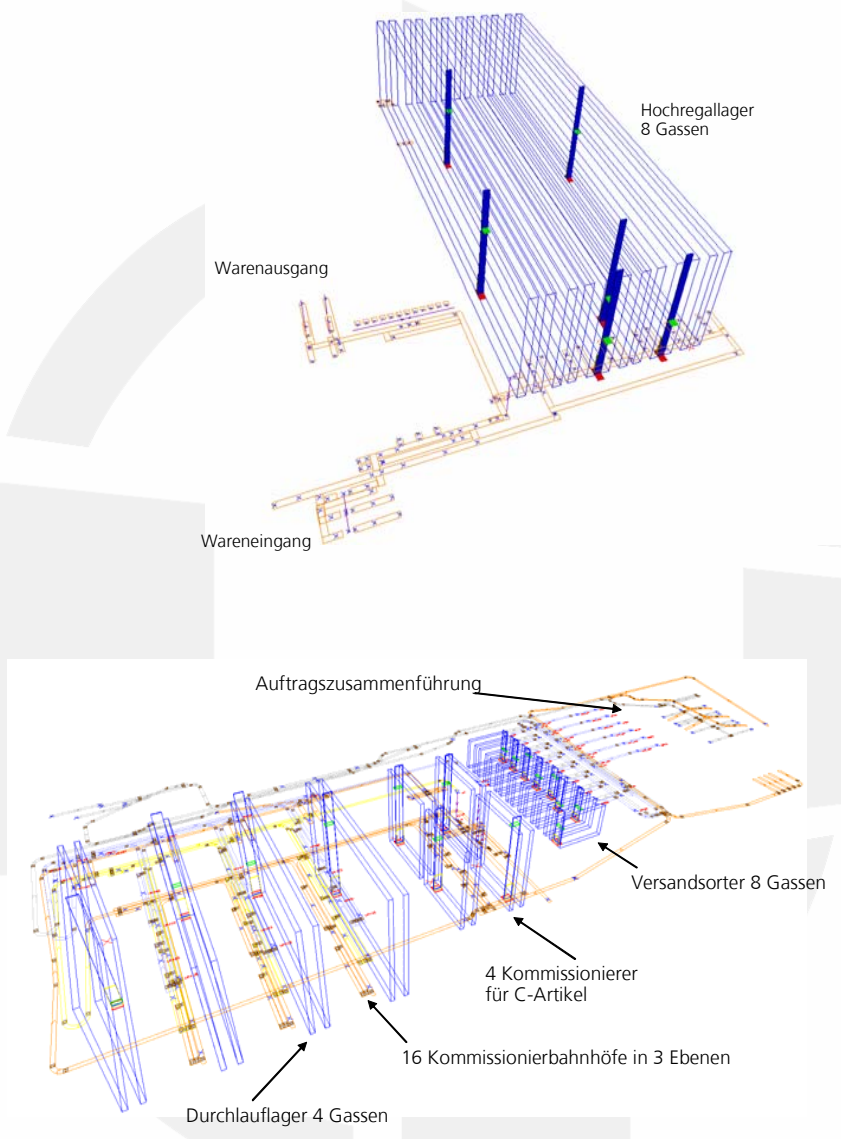 Hochregallager
8 Gassen
Warenausgang
Wareneingang
Auftragszusammenführung
Versandsorter 8 Gassen
4 Kommissionierer
für C-Artikel
16 Kommissionierbahnhöfe in 3 Ebenen
Durchlauflager 4 Gassen